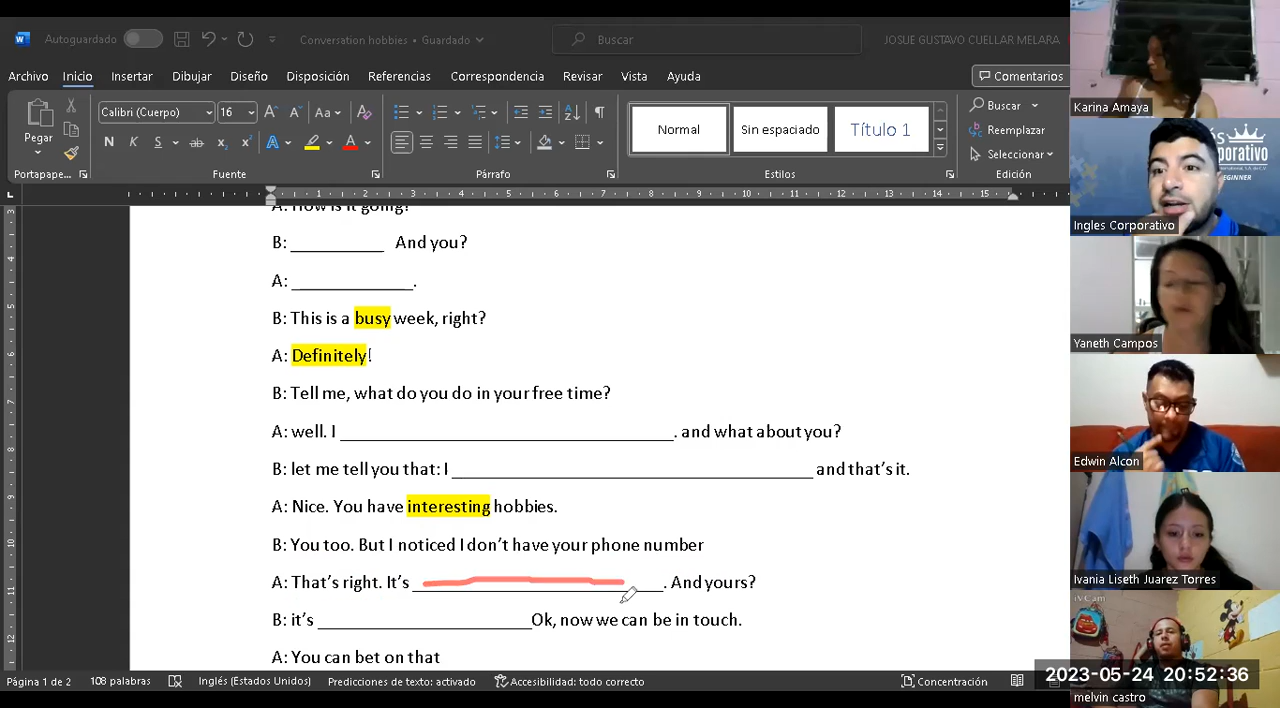 Autoguardado
Conversation hobbies • Guardado
Buscar
JOSUE GUSTAVO CUELLAR MELARA
Archivo Inicio Insertar Dibujar Diseño Disposición Referencias Correspondencia Revisar Vista Ayuda
Comentarios
Pegar
Portapape...
Calibri (Cuerpo) 16
Fuente
Párrafo
Normal
Sin espaciado
Título 1
Estilos
Buscar
Reemplazar
Seleccionar
Edición
A: How is it going?
B: __________ And you?
A: _____________.
B: This is a busy week, right?
A: Definitely!
B: Tell me, what do you do in your free time?
A: well. I ____________________________________. and what about you?
B: let me tell you that: I _______________________________________ and that's it.
A: Nice. You have interesting hobbies.
B: You too. But I noticed I don't have your phone number
A: That's right. It's ___________________________. And yours?
B: it's _______________________Ok, now we can be in touch.
A: You can bet on that
Página 1 de 2 108 palabras Inglés (Estados Unidos) Predicciones de texto: activado Accesibilidad: todo correcto Concentración
Karina Amaya
Ingles Corporativo
Yaneth Campos
Edwin Alcon
Ivania Liseth Juarez Torres
iVCam
2023-05-24 20:52:36
melvin castro